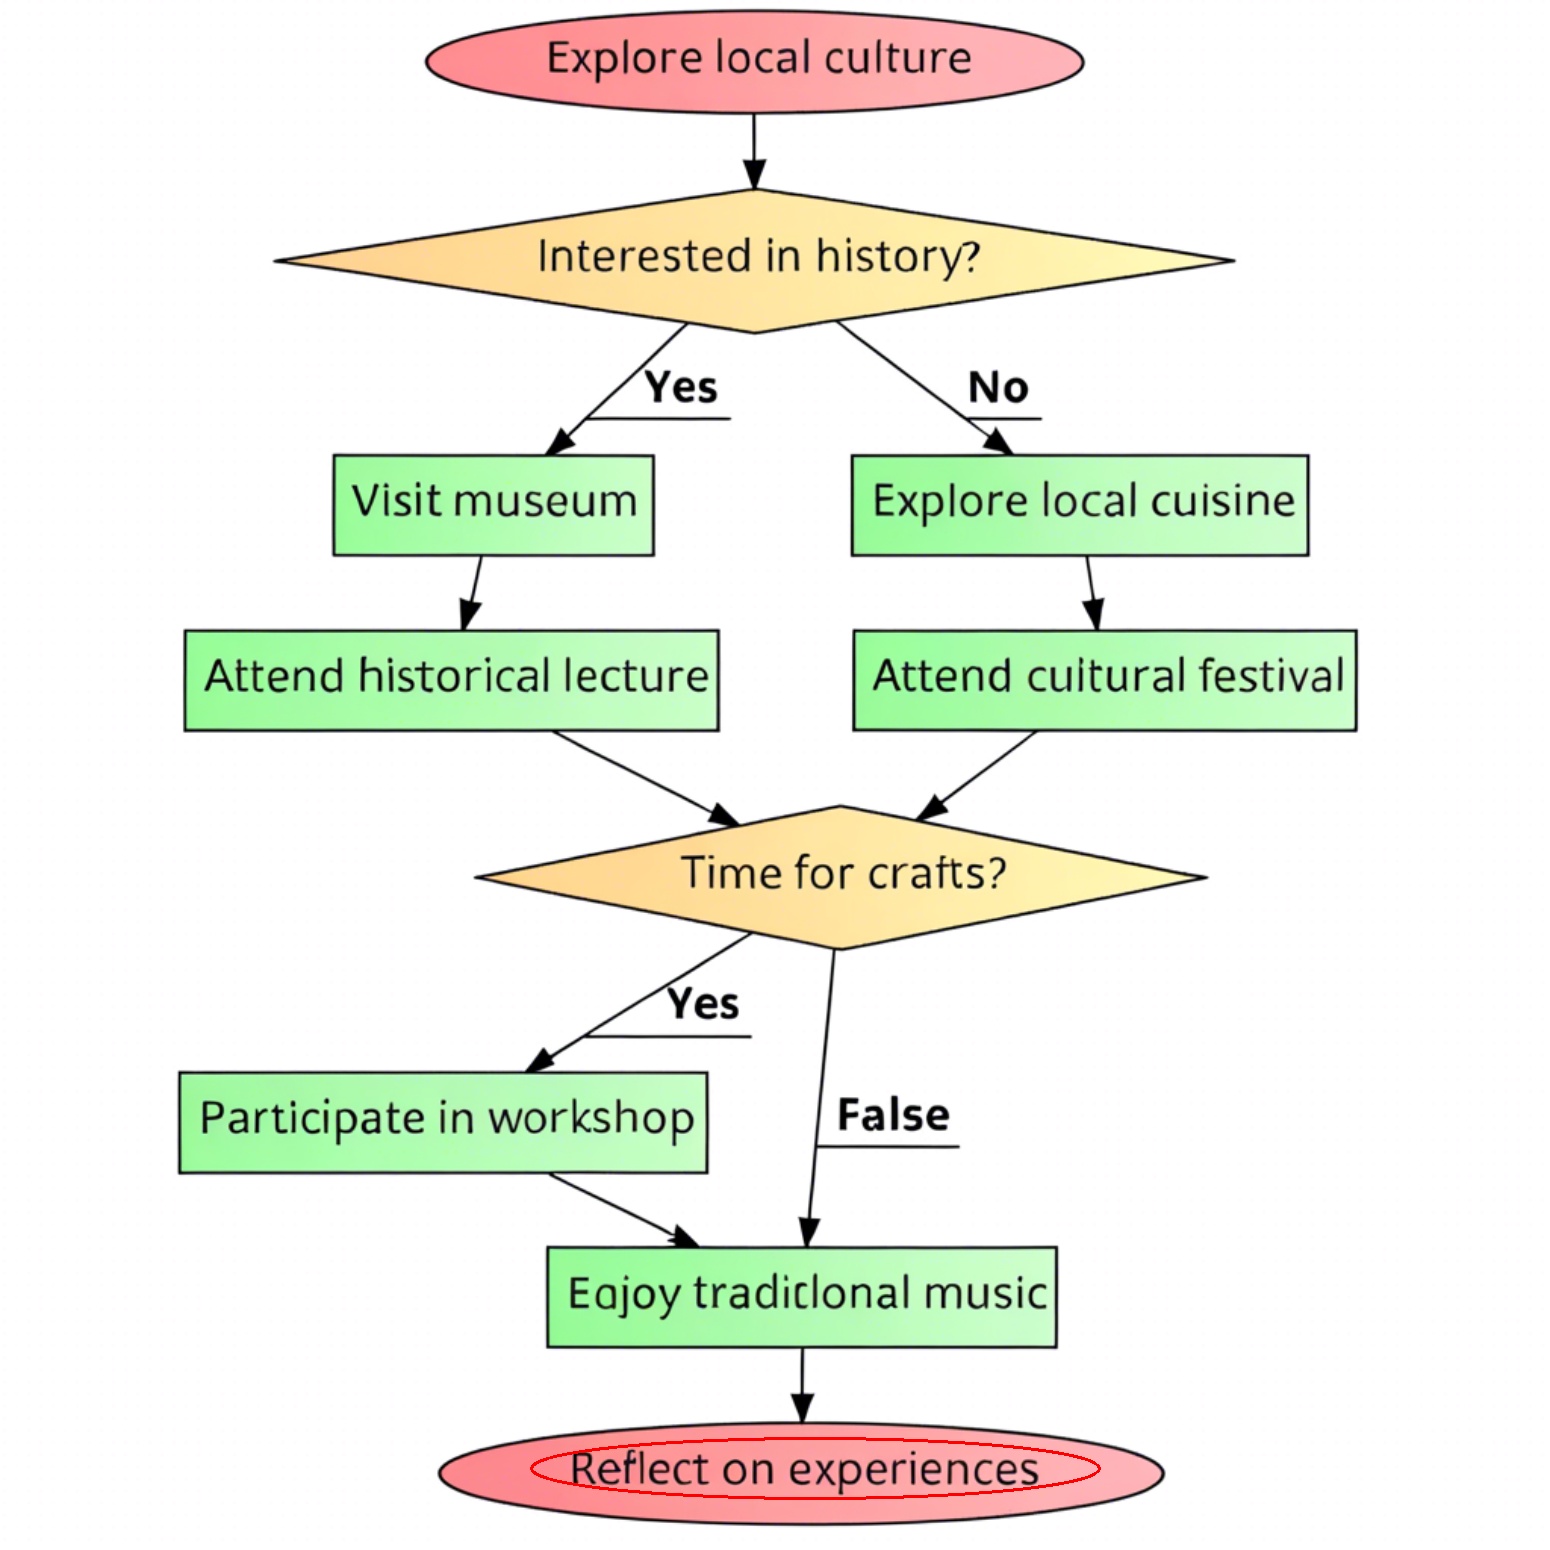 Explore local culture
Interested in history?
Yes
No
Visit museum
Explore local cuisine
Attend historical lecture
Attend cultural festival
Time for crafts?
Yes
False
Participate in workshop
Eajoy traditlonal music
Reflect on experiences